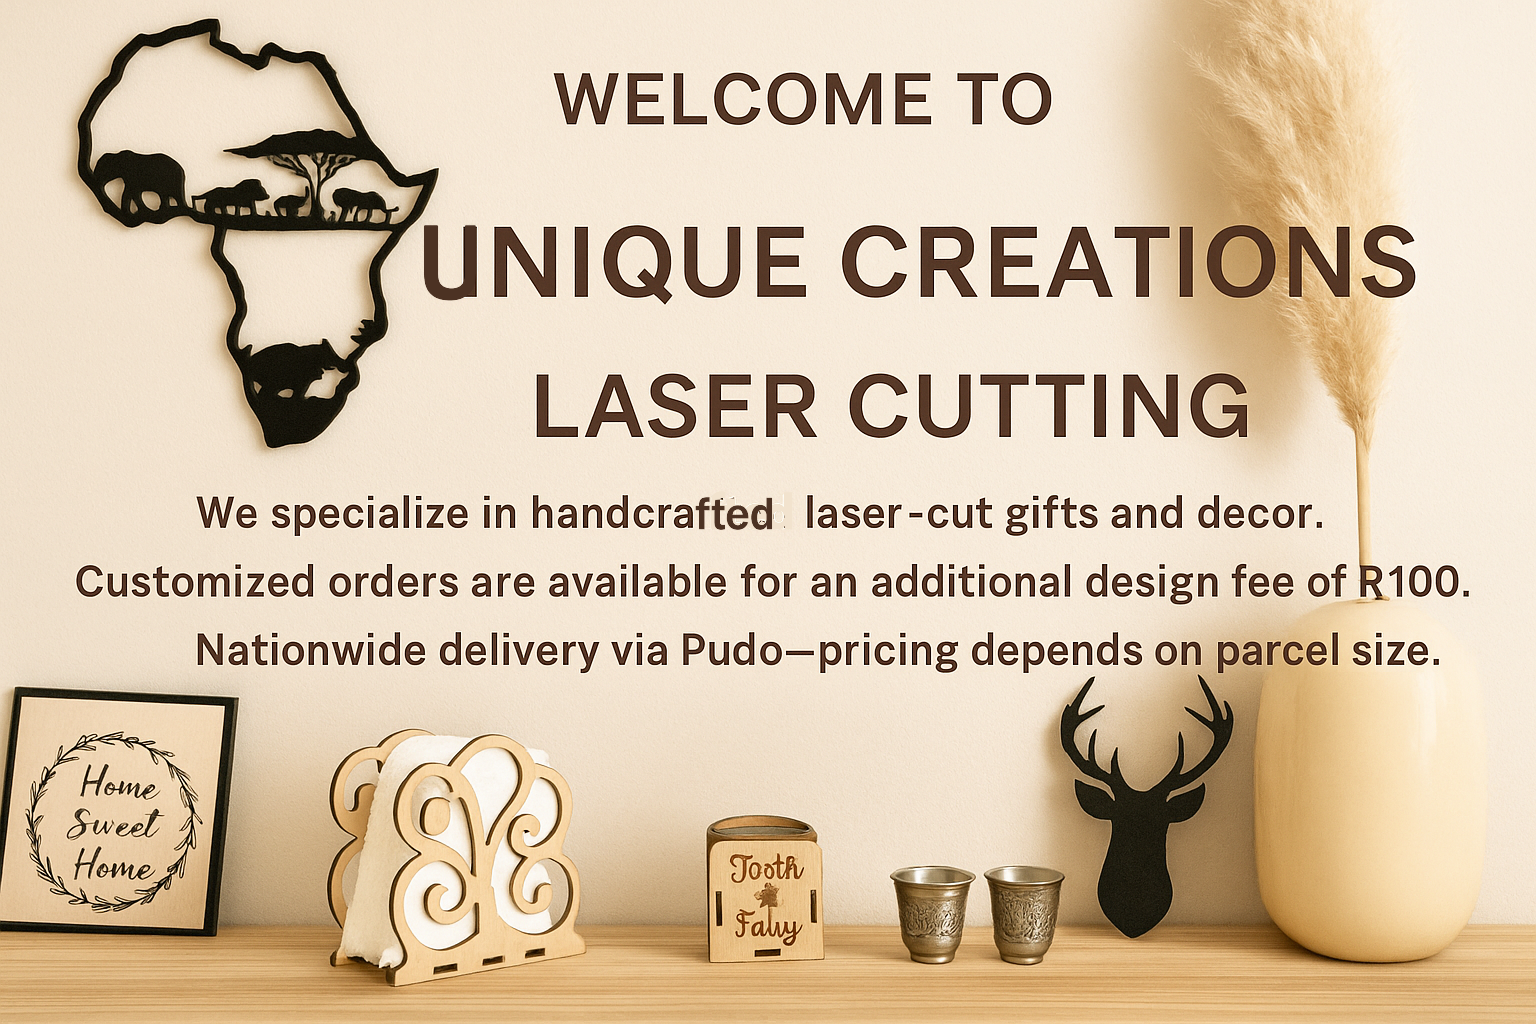 WELCOME TO
UNIQUE CREATIONS
LASER CUTTING
We specialize in handcrafted laser-cut gifts and decor.
Customized orders are available for an additional design fee of R100.
Nationwide delivery via Pudo—pricing depends on parcel size.
Home
Sweet
Home
Tooth